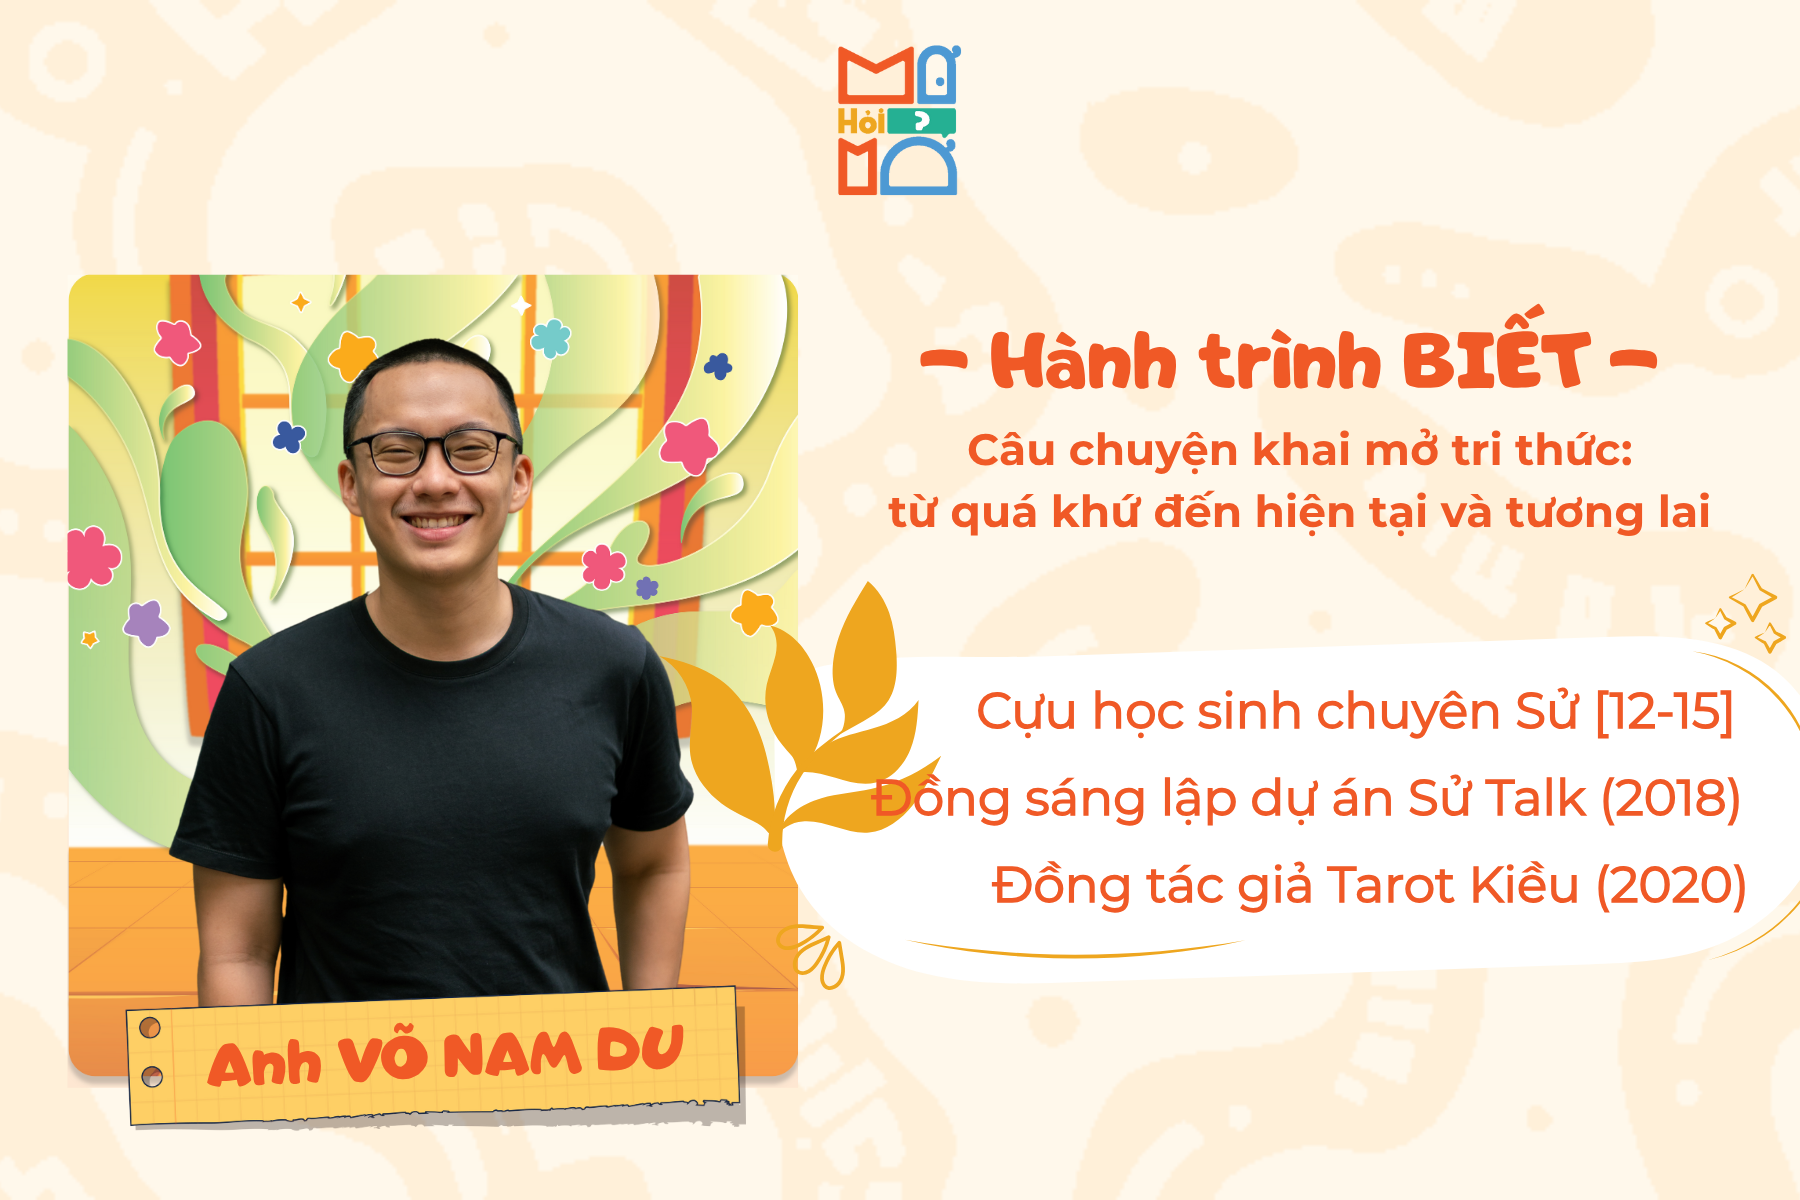 Mơ
Hỏi ?
Mơ
– Hành trình BIẾT –
Câu chuyện khai mở tri thức:
từ quá khứ đến hiện tại và tương lai
Cựu học sinh chuyên Sử [12-15]
Đồng sáng lập dự án Sử Talk (2018)
Đồng tác giả Tarot Kiều (2020)
Anh VÕ NAM DU